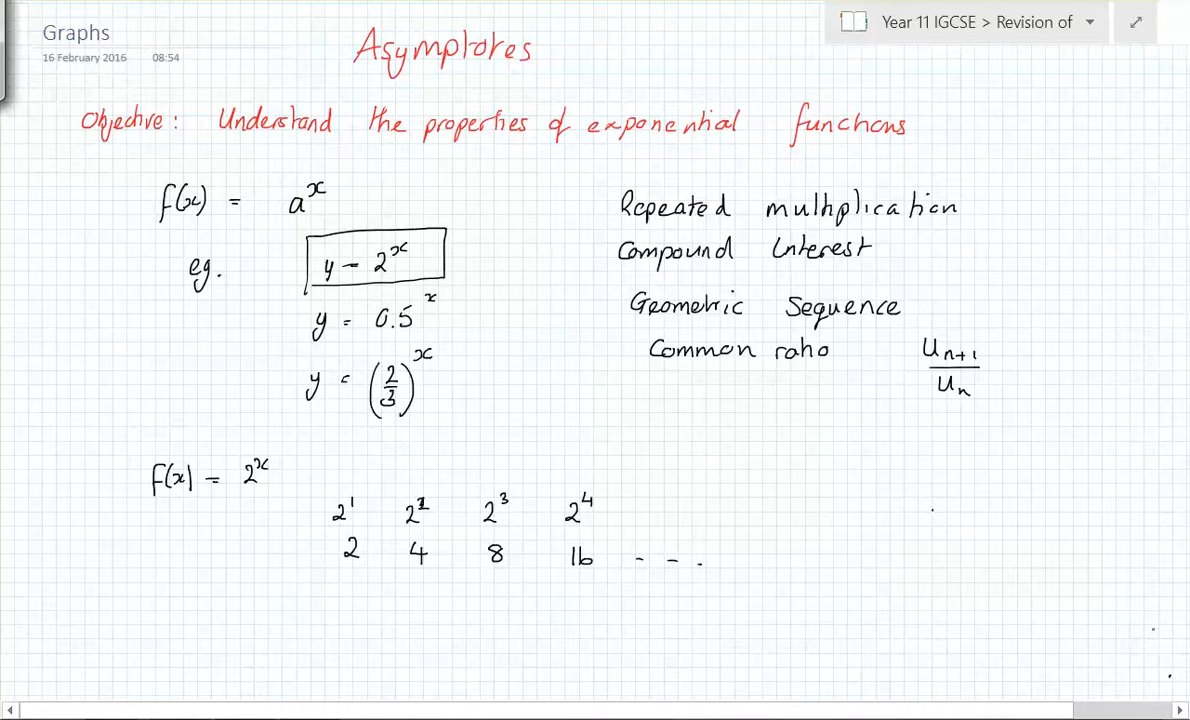 Graphs
16 February 2016 08:54
Year 11 IGCSE > Revision of
Asymptotes
Objective: Understand the properties of exponential functions
f(x) = a^x
eg. y = 2^x
y = 0.5^x
y = (2/3)^x
Repeated multiplication
Compound Interest
Geometric Sequence
Common ratio U_{n+1}/U_n
f(x) = 2^x
2^1 2^2 2^3 2^4
2 4 8 16 - - .